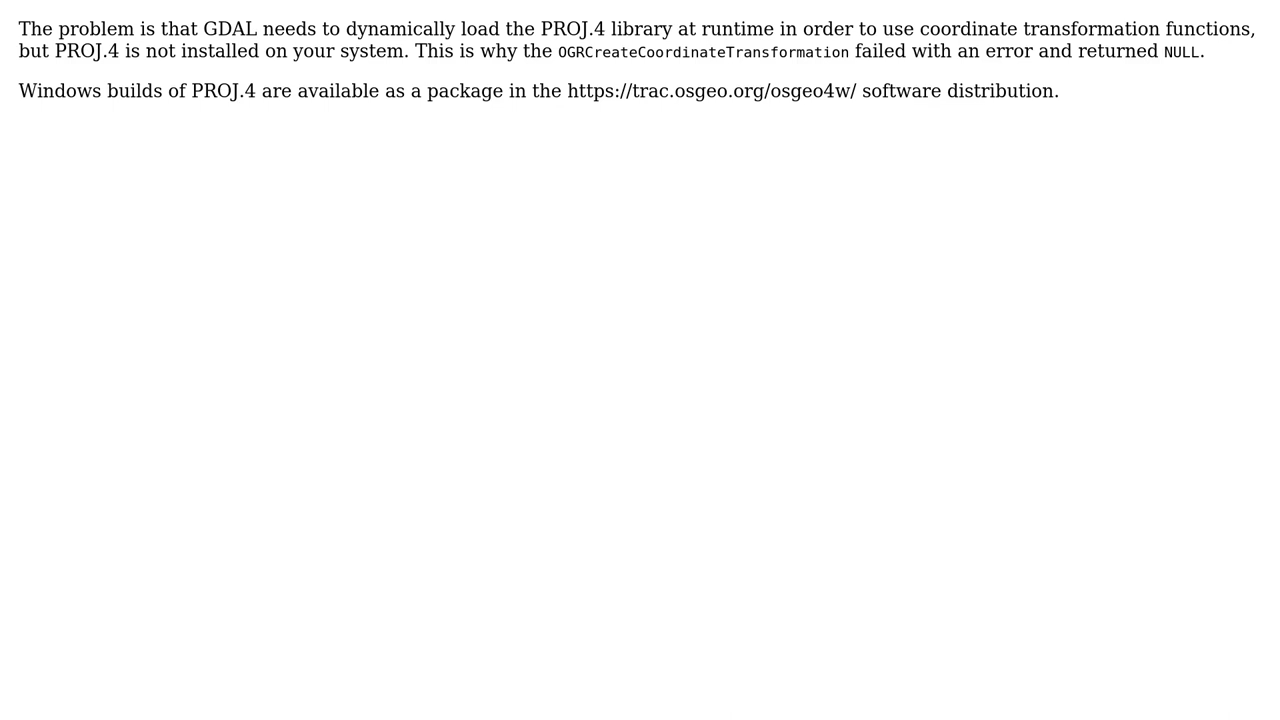 The problem is that GDAL needs to dynamically load the PROJ.4 library at runtime in order to use coordinate transformation functions,
but PROJ.4 is not installed on your system. This is why the OGRCreateCoordinateTransformation failed with an error and returned NULL.
Windows builds of PROJ.4 are available as a package in the https://trac.osgeo.org/osgeo4w/ software distribution.